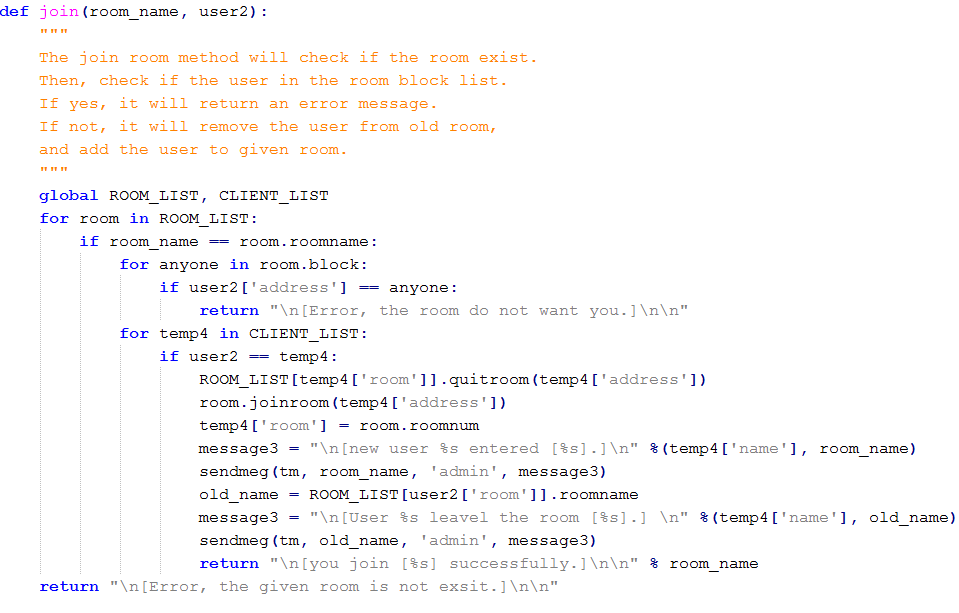 def join(room_name, user2):
    """
    The join room method will check if the room exist.
    Then, check if the user in the room block list.
    If yes, it will return an error message.
    If not, it will remove the user from old room,
    and add the user to given room.
    """
    global ROOM_LIST, CLIENT_LIST
    for room in ROOM_LIST:
        if room_name == room.roomname:
            for anyone in room.block:
                if user2['address'] == anyone:
                    return "\n[Error, the room do not want you.]\n\n"
            for temp4 in CLIENT_LIST:
                if user2 == temp4:
                    ROOM_LIST[temp4['room']].quitroom(temp4['address'])
                    room.joinroom(temp4['address'])
                    temp4['room'] = room.roomnum
                    message3 = "\n[new user %s entered [%s].]\n" %(temp4['name'], room_name)
                    sendmeg(tm, room_name, 'admin', message3)
                    old_name = ROOM_LIST[user2['room']].roomname
                    message3 = "\n[User %s leavel the room [%s].] \n" %(temp4['name'], old_name)
                    sendmeg(tm, old_name, 'admin', message3)
                    return "\n[you join [%s] successfully.]\n\n" % room_name
    return "\n[Error, the given room is not exsit.]\n\n"